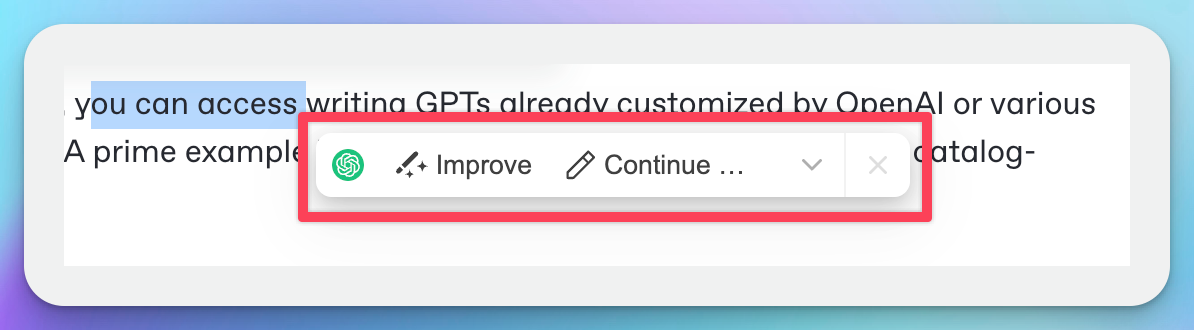 , you can access writing GPTs already customized by OpenAI or various
A prime example
catalog-
Improve
Continue ...